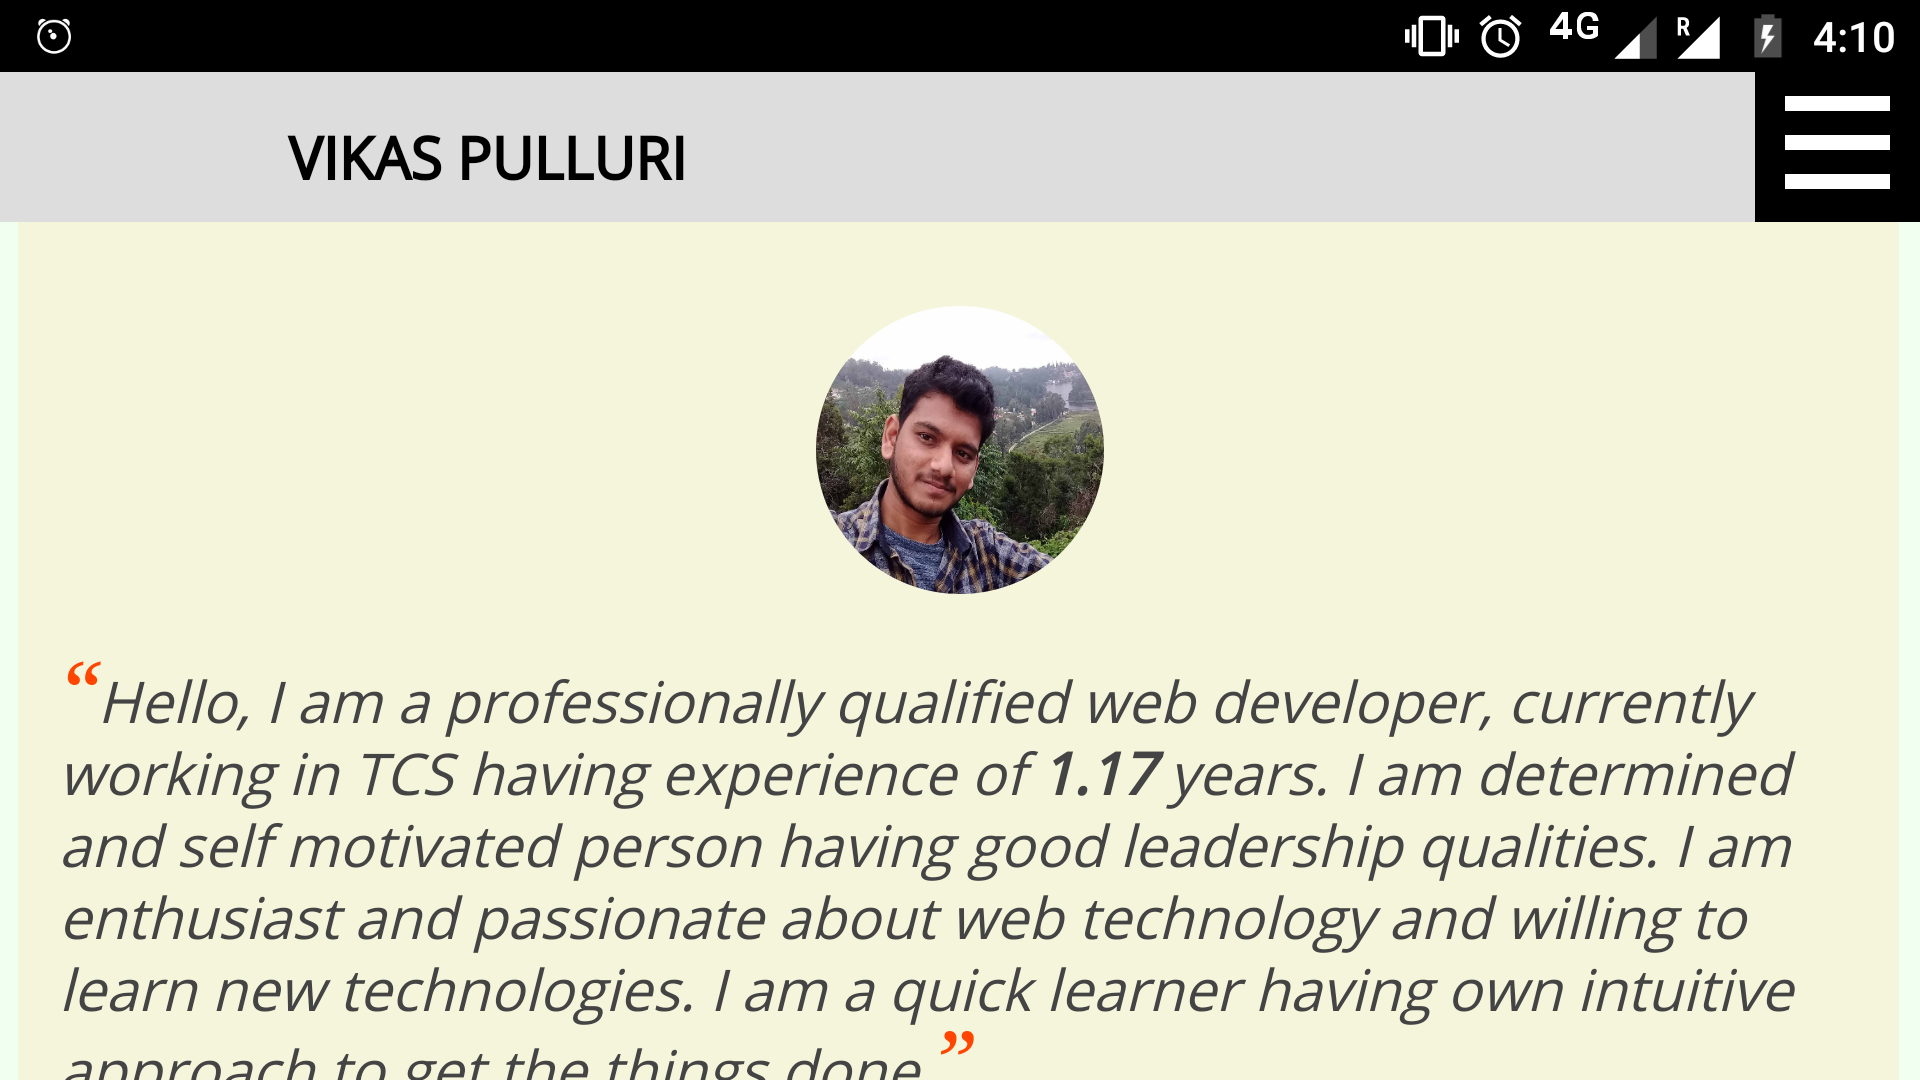 4G R 4:10
VIKAS PULLURI
“Hello, I am a professionally qualified web developer, currently
working in TCS having experience of 1.17 years. I am determined
and self motivated person having good leadership qualities. I am
enthusiast and passionate about web technology and willing to
learn new technologies. I am a quick learner having own intuitive
approach to get the things done.”